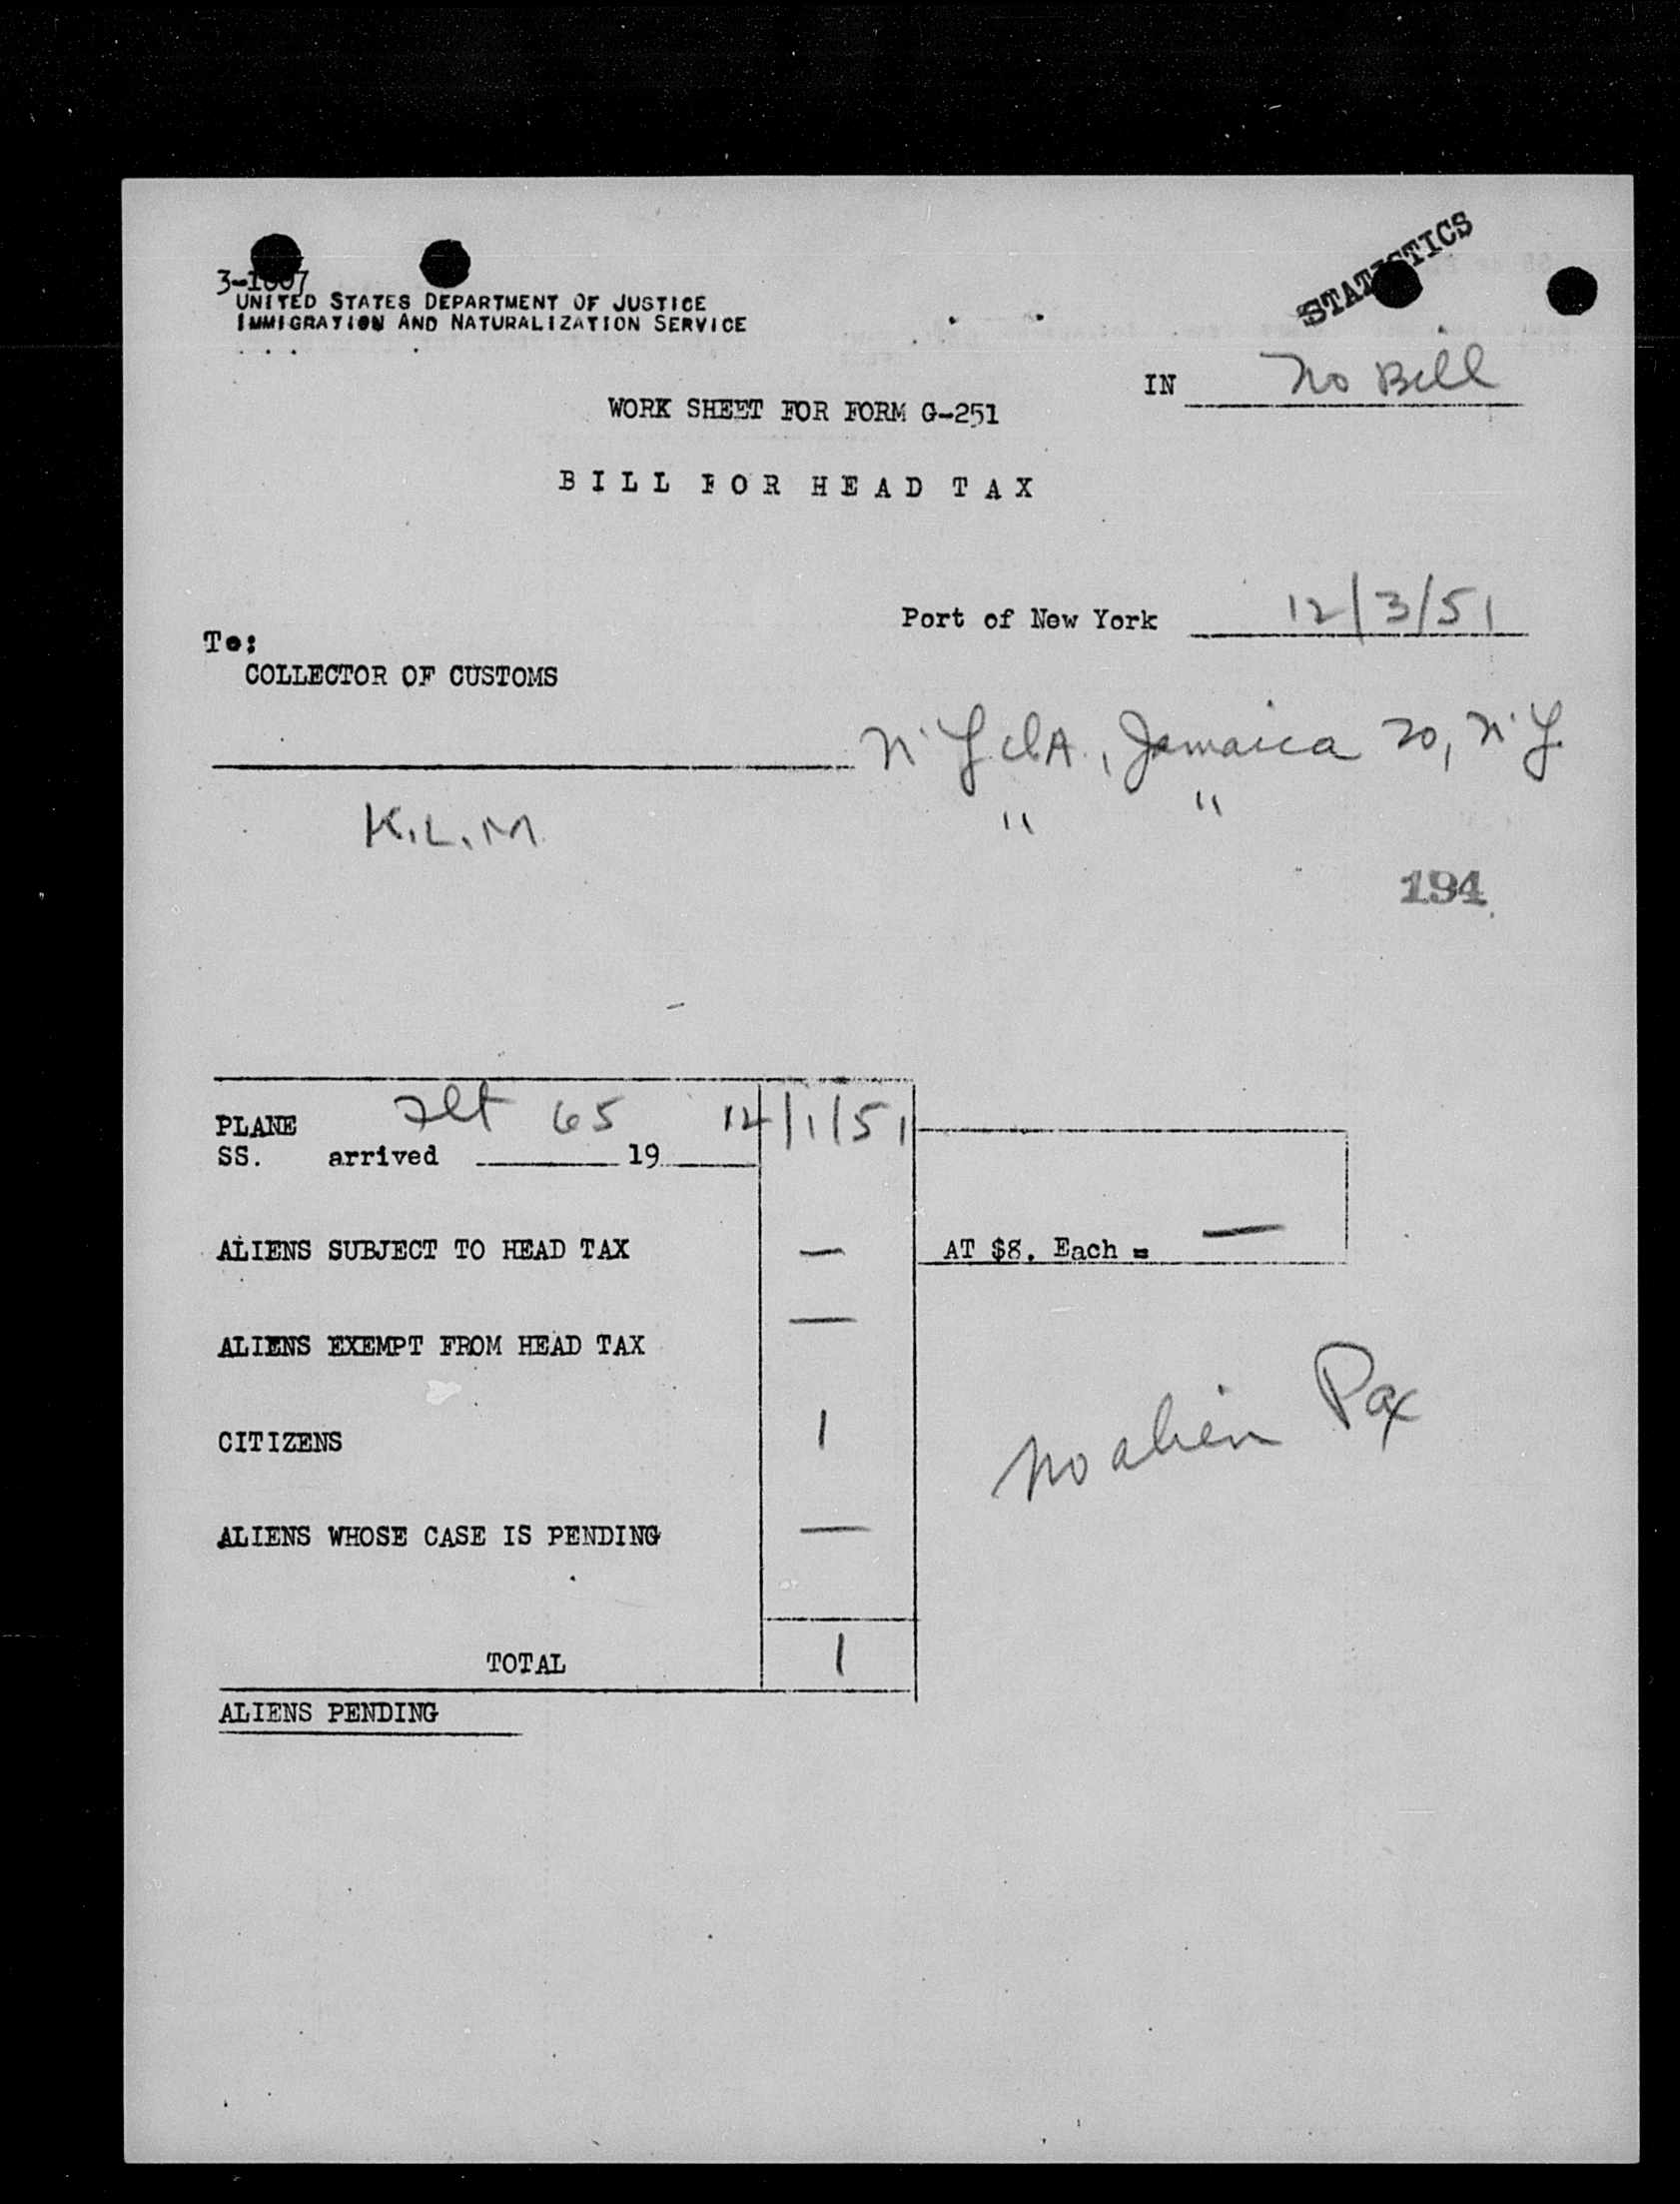 STATISTICS
UNITED STATES DEPARTMENT OF JUSTICE
IMMIGRATION AND NATURALIZATION SERVICE
IN No Bill
WORK SHEET FOR FORM G-251
BILL FOR HEAD TAX
Port of New York 12/3/51
To:
COLLECTOR OF CUSTOMS
Jamaica 20, N.Y.
K.L.M. " "
194
PLANE Flt 65 12/1/51
SS. arrived 19
ALIENS SUBJECT TO HEAD TAX — AT $8. Each = —
ALIENS EXEMPT FROM HEAD TAX —
CITIZENS 1
No alien Pax
ALIENS WHOSE CASE IS PENDING —
TOTAL 1
ALIENS PENDING